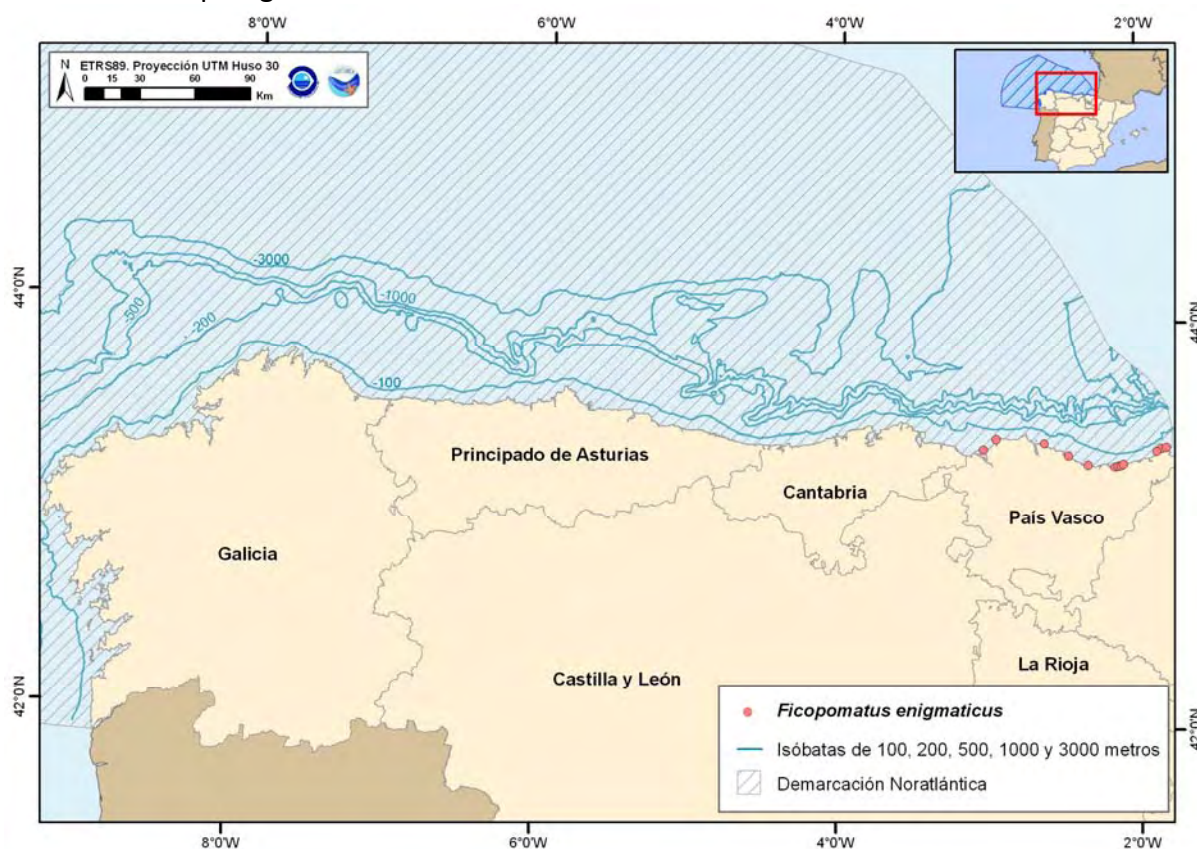 8°0'W 6°0'W 4°0'W 2°0'W
N ETRS89. Proyección UTM Huso 30
0 15 30 60 90
Km
44°0'N
44°0'N
-3000
-1000
-500
-200
-100
Principado de Asturias
Cantabria
País Vasco
Galicia
Castilla y León
La Rioja
42°0'N
42°0'N
Ficopomatus enigmaticus
Isóbatas de 100, 200, 500, 1000 y 3000 metros
Demarcación Noratlántica
8°0'W 6°0'W 4°0'W 2°0'W